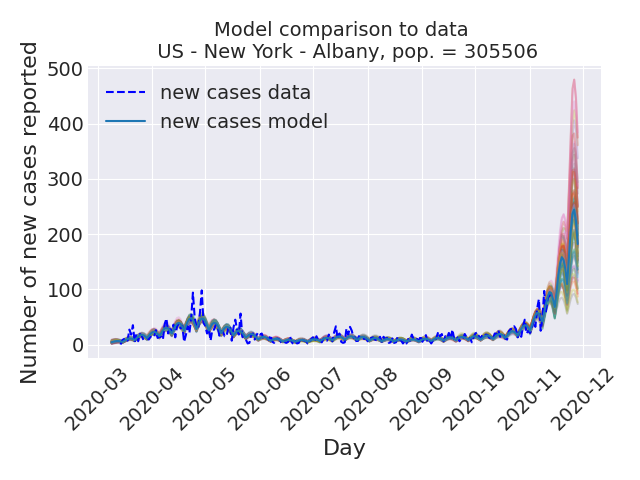 Model comparison to data
US - New York - Albany, pop. = 305506
Number of new cases reported
500
400
300
200
100
0
new cases data
new cases model
2020-03
2020-04
2020-05
2020-06
2020-07
2020-08
2020-09
2020-10
2020-11
2020-12
Day